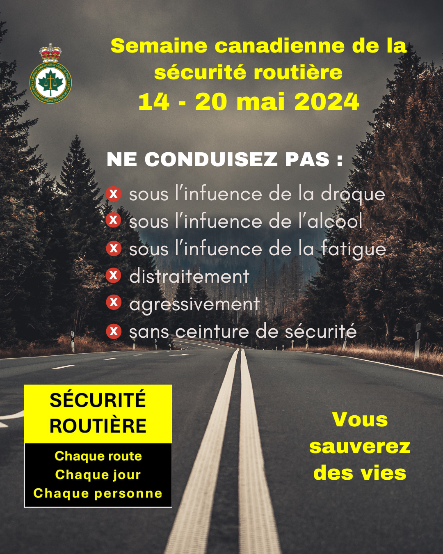 Semaine canadienne de la
sécurité routière
14 - 20 mai 2024
NE CONDUISEZ PAS :
X sous l'infuence de la droque
X sous l'infuence de l'alcool
X sous l'infuence de la fatigue
X distraitement
X agressivement
X sans ceinture de sécurité
SÉCURITÉ
ROUTIÈRE
Chaque route
Chaque jour
Chaque personne
Vous
sauverez
des vies